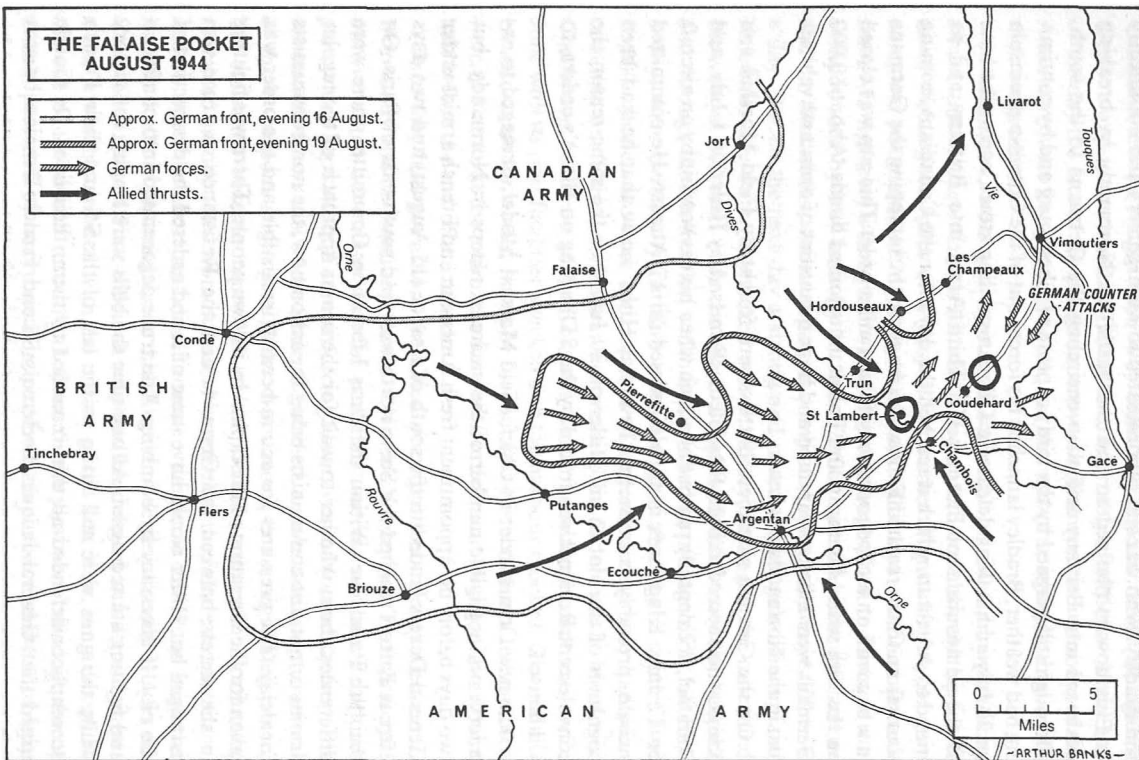 THE FALAISE POCKET
AUGUST 1944
Approx. German front, evening 16 August.
Approx. German front, evening 19 August.
German forces.
Allied thrusts.
CANADIAN
ARMY
BRITISH
ARMY
AMERICAN ARMY
Livarot
Touques
Vie
Jort
Dives
Vimoutiers
Les
Champeaux
Hordouseaux
GERMAN COUNTER
ATTACKS
Orne
Falaise
Condé
Trun
Coudehard
St Lambert
Chambois
Pierrefitte
Gacé
Tinchebray
Flers
Rouvre
Putanges
Argentan
Ecouché
Briouze
Orne
0 5
Miles
-ARTHUR BANKS-